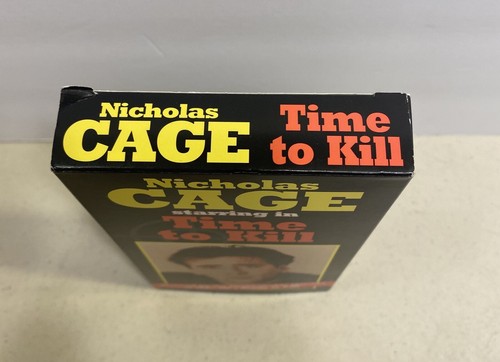 Nicholas
CAGE
Time
to Kill
Nicholas
CAGE
starring in
Time
to Kill